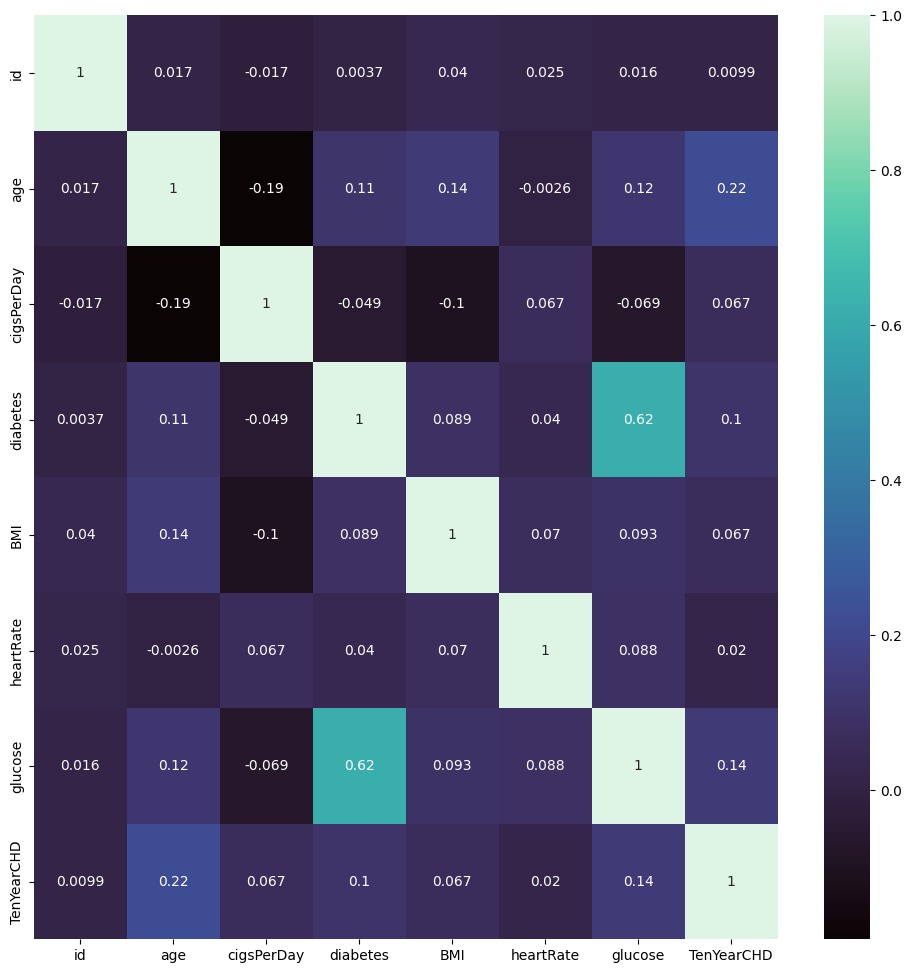 id 1 0.017 -0.017 0.0037 0.04 0.025 0.016 0.0099
age 0.017 1 -0.19 0.11 0.14 -0.0026 0.12 0.22
cigsPerDay -0.017 -0.19 1 -0.049 -0.1 0.067 -0.069 0.067
diabetes 0.0037 0.11 -0.049 1 0.089 0.04 0.62 0.1
BMI 0.04 0.14 -0.1 0.089 1 0.07 0.093 0.067
heartRate 0.025 -0.0026 0.067 0.04 0.07 1 0.088 0.02
glucose 0.016 0.12 -0.069 0.62 0.093 0.088 1 0.14
TenYearCHD 0.0099 0.22 0.067 0.1 0.067 0.02 0.14 1
id age cigsPerDay diabetes BMI heartRate glucose TenYearCHD
1.0
0.8
0.6
0.4
0.2
0.0